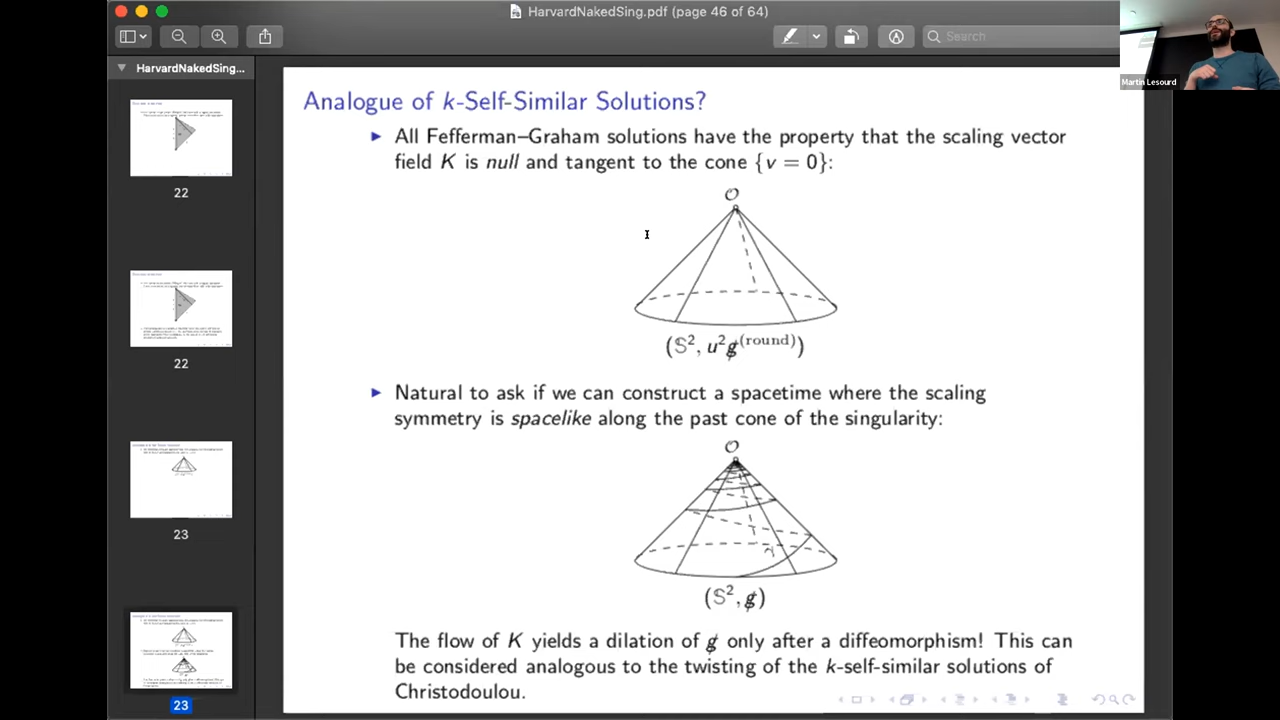 HarvardNakedSing.pdf (page 46 of 64)
Search
Martin Lesourd
HarvardNakedSing...
22
22
23
23
Analogue of k-Self-Similar Solutions?
▶ All Fefferman–Graham solutions have the property that the scaling vector
field K is null and tangent to the cone {v = 0}:
𝒪
(𝕊², u²g̸^(round))
▶ Natural to ask if we can construct a spacetime where the scaling
symmetry is spacelike along the past cone of the singularity:
𝒪
(𝕊², g̸)
The flow of K yields a dilation of g̸ only after a diffeomorphism! This can
be considered analogous to the twisting of the k-self-similar solutions of
Christodoulou.